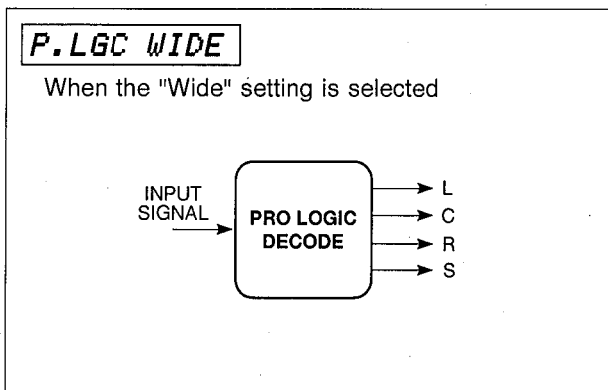 P.LGC WIDE
When the "Wide" setting is selected
INPUT
SIGNAL
PRO LOGIC
DECODE
L
C
R
S